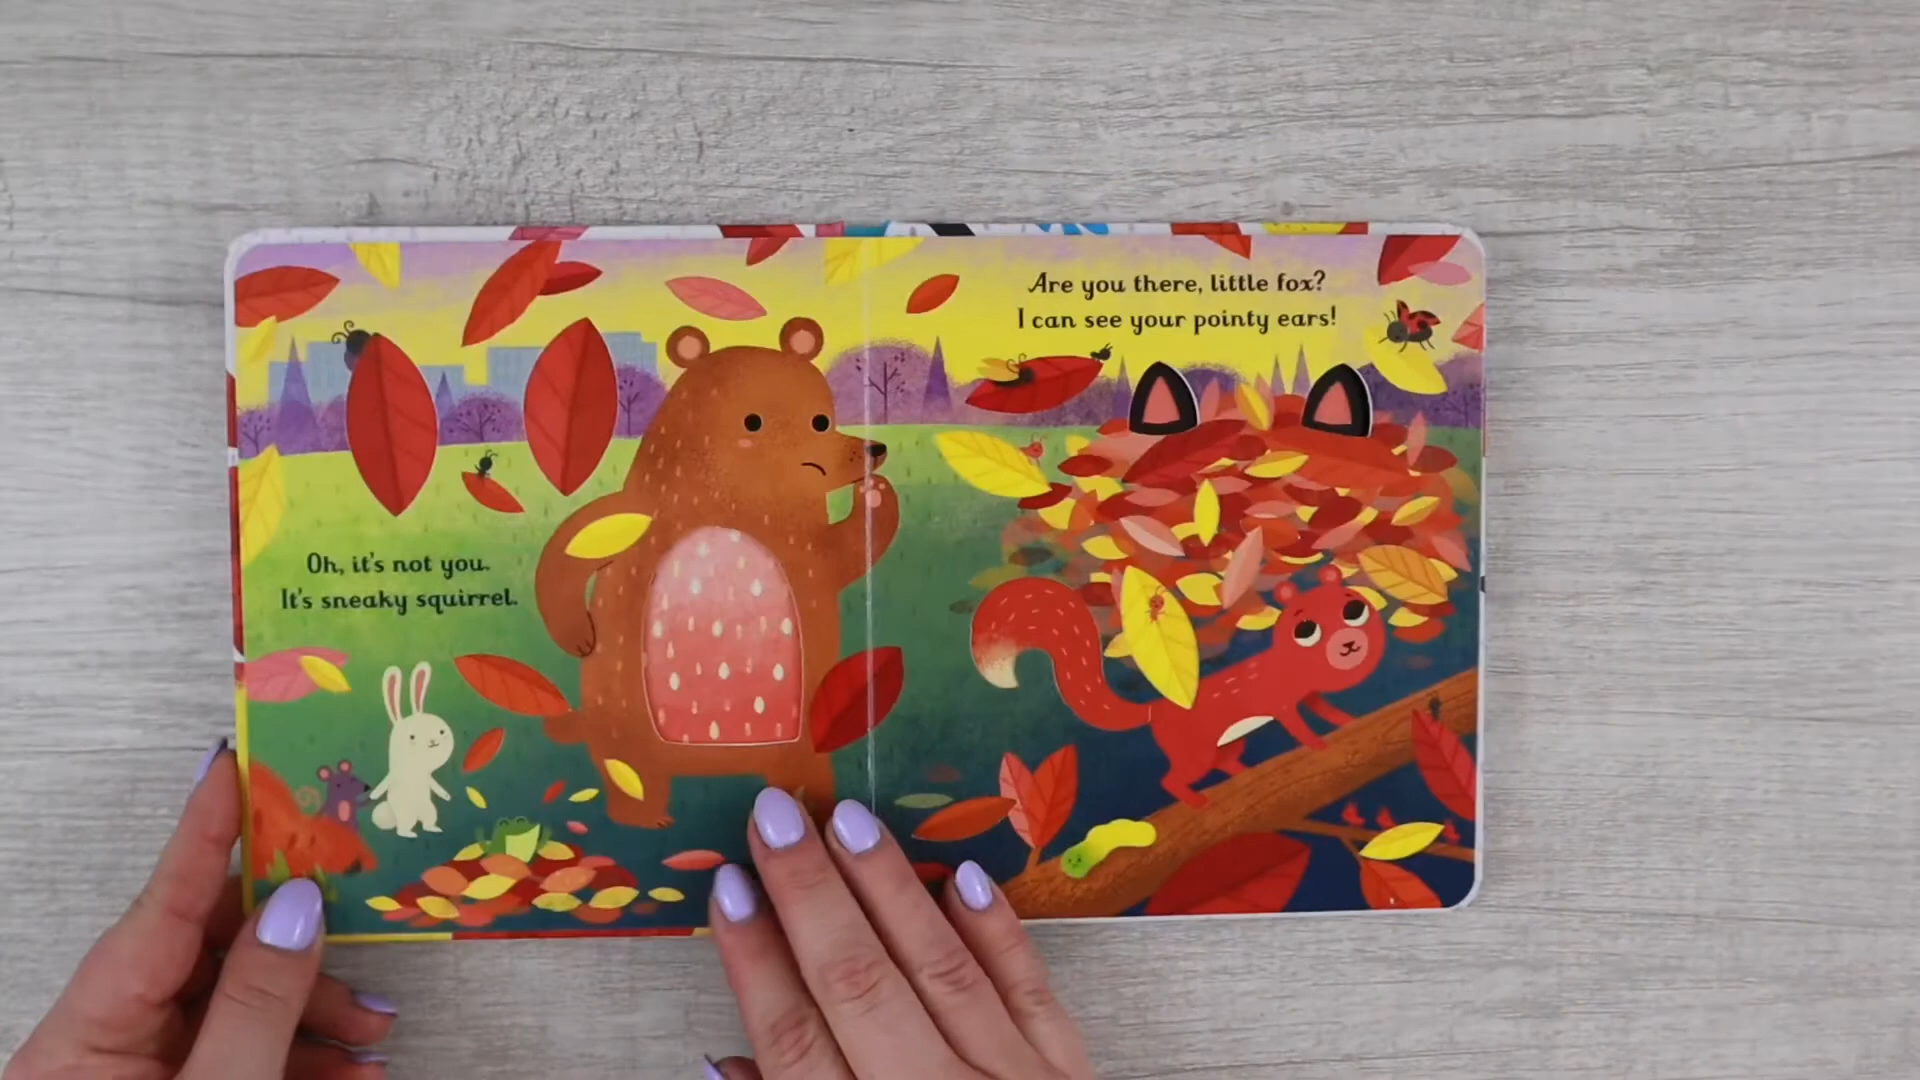 Oh, it's not you.
It's sneaky squirrel.
Are you there, little fox?
I can see your pointy ears!